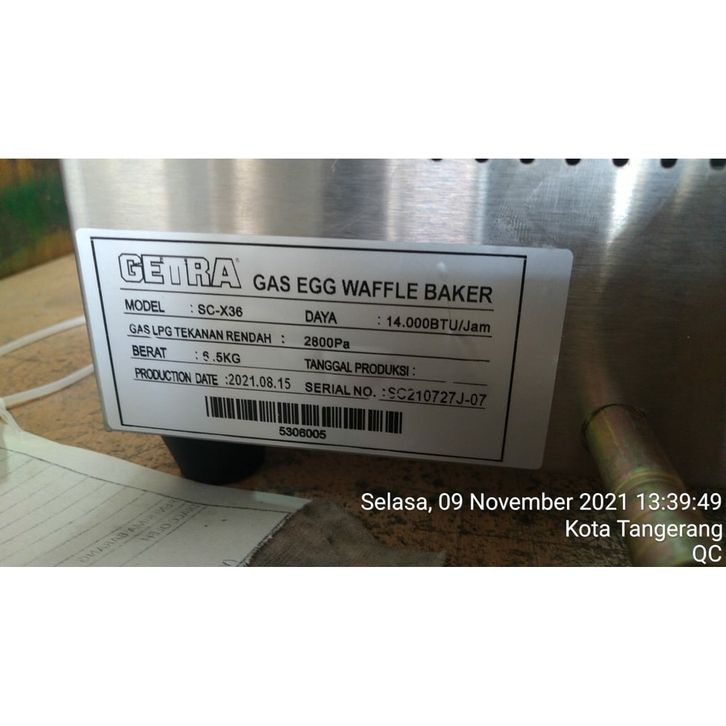 GETRA® GAS EGG WAFFLE BAKER
MODEL : SC-X36 DAYA : 14.000BTU/Jam
GAS LPG TEKANAN RENDAH : 2800Pa
BERAT : 6.5KG TANGGAL PRODUKSI :
PRODUCTION DATE :2021.08.15 SERIAL NO. :SC210727J-07
5306005
Selasa, 09 November 2021 13:39:49
Kota Tangerang
QC